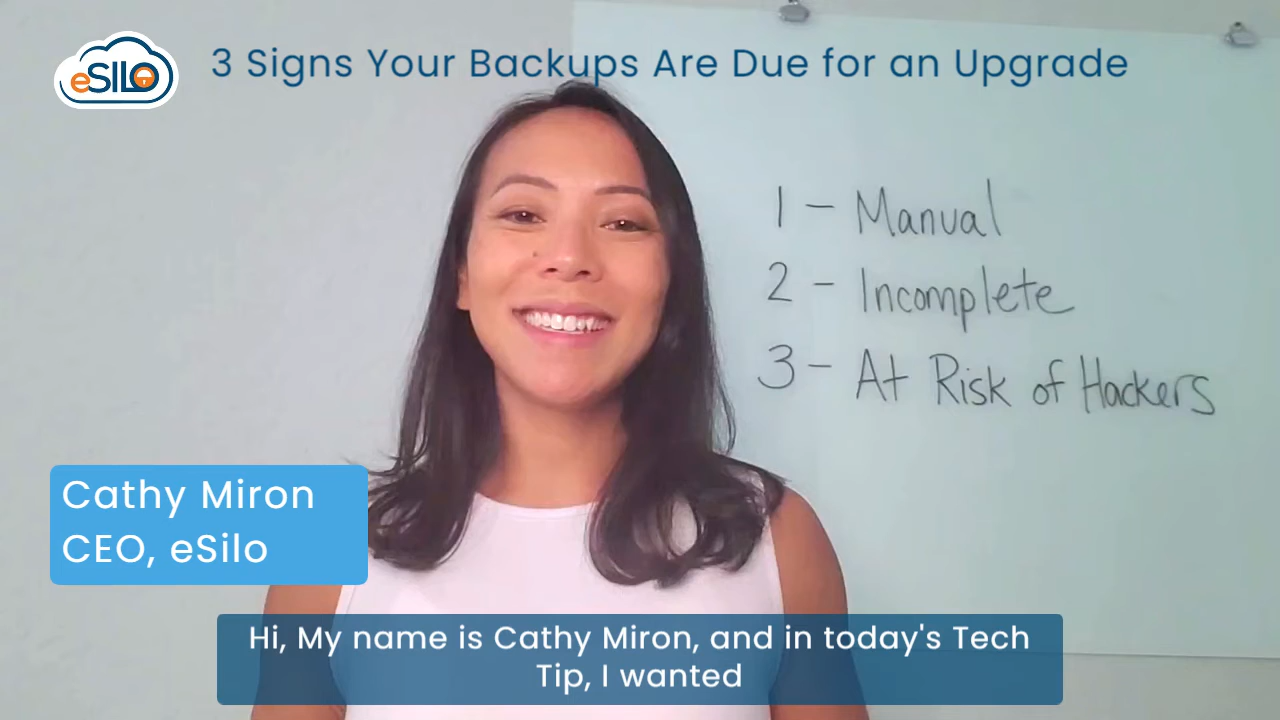 eSILO
3 Signs Your Backups Are Due for an Upgrade
1 - Manual
2 - Incomplete
3 - At Risk of Hackers
Cathy Miron
CEO, eSilo
Hi, My name is Cathy Miron, and in today's Tech
Tip, I wanted